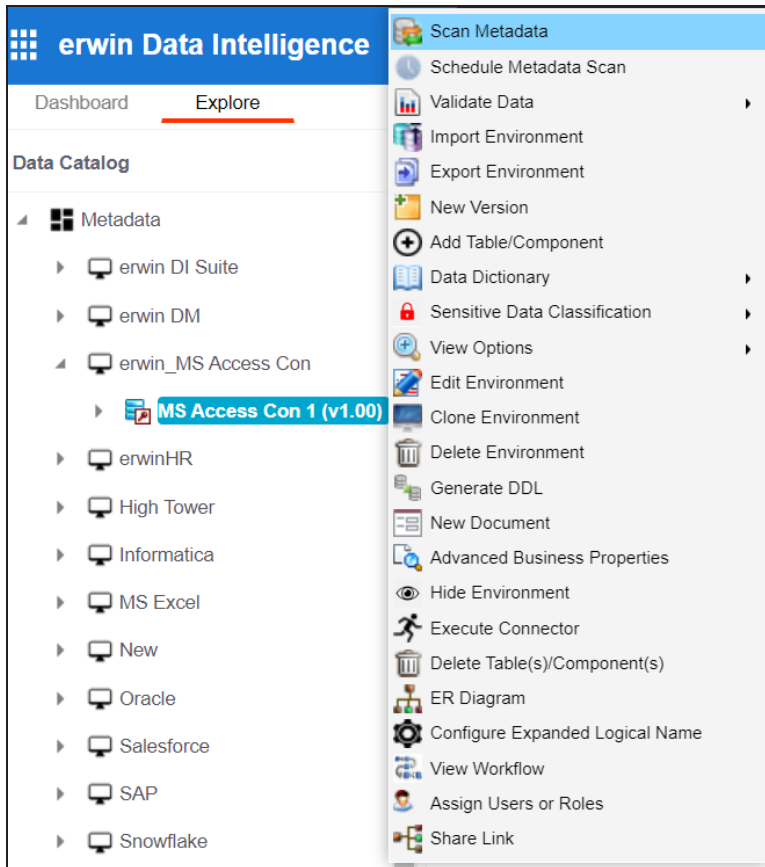 erwin Data Intelligence
Dashboard
Explore
Data Catalog
Metadata
erwin DI Suite
erwin DM
erwin_MS Access Con
MS Access Con 1 (v1.00)
erwinHR
High Tower
Informatica
MS Excel
New
Oracle
Salesforce
SAP
Snowflake
Scan Metadata
Schedule Metadata Scan
Validate Data
Import Environment
Export Environment
New Version
Add Table/Component
Data Dictionary
Sensitive Data Classification
View Options
Edit Environment
Clone Environment
Delete Environment
Generate DDL
New Document
Advanced Business Properties
Hide Environment
Execute Connector
Delete Table(s)/Component(s)
ER Diagram
Configure Expanded Logical Name
View Workflow
Assign Users or Roles
Share Link